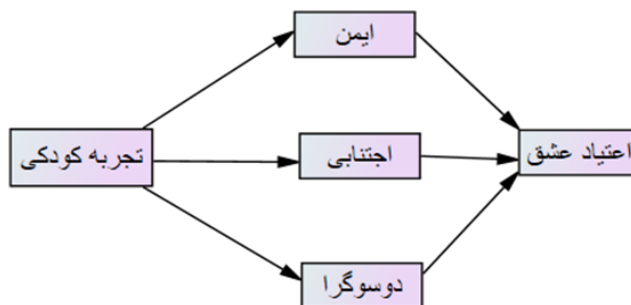 ایمن
تجربه کودکی
اجتنابی
اعتیاد عشق
دوسوگرا